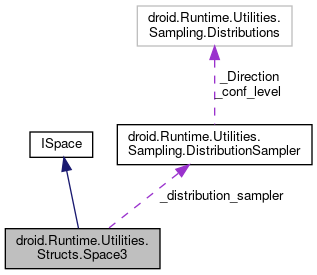 droid.Runtime.Utilities.
Sampling.Distributions
_Direction
_conf_level
ISpace
droid.Runtime.Utilities.
Sampling.DistributionSampler
_distribution_sampler
droid.Runtime.Utilities.
Structs.Space3